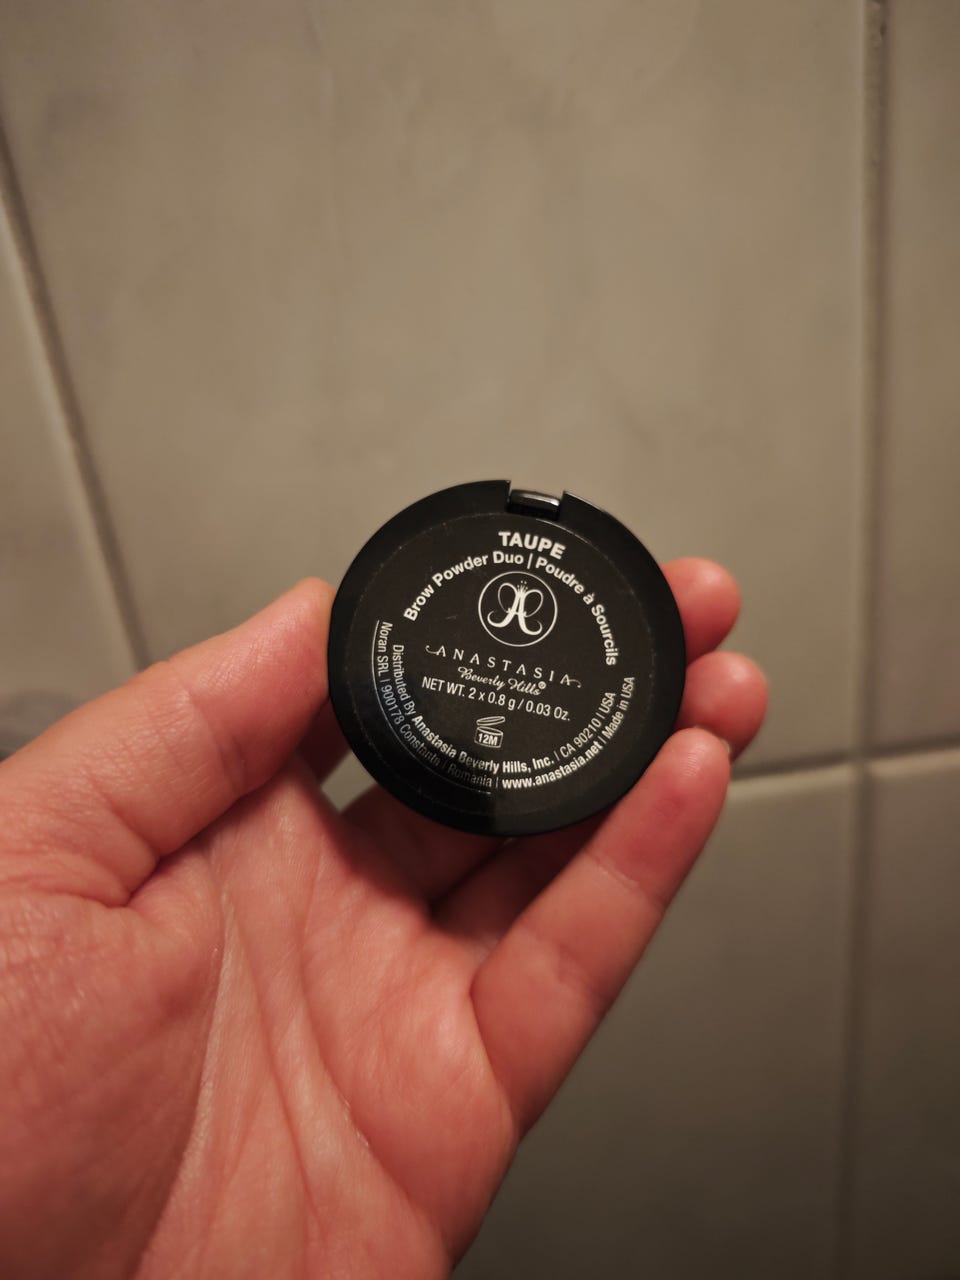 TAUPE
Brow Powder Duo | Poudre à Sourcils
ANASTASIA
Beverly Hills®
NET WT. 2 x 0.8 g / 0.03 Oz.
12M
Distributed By Anastasia Beverly Hills, Inc. | CA 90210 | USA
Noran SRL | 900178 Constanta | Romania | www.anastasia.net | Made in USA